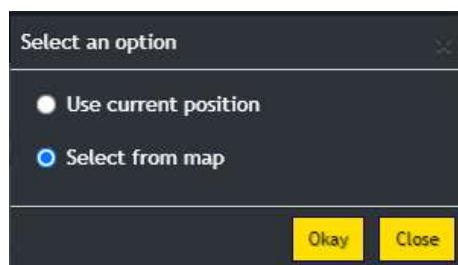 Select an option
Use current position
Select from map
Okay Close